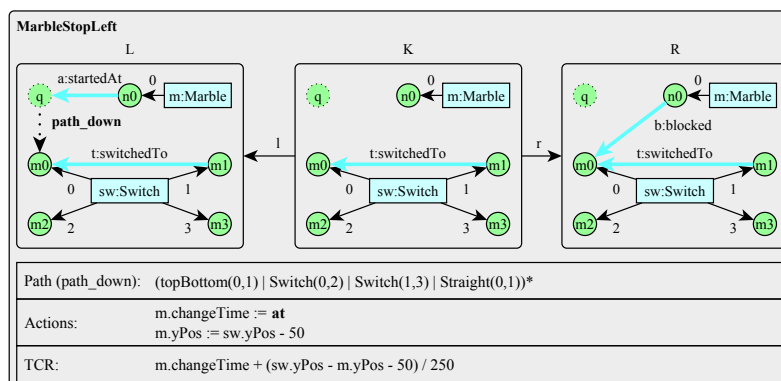 MarbleStopLeft
L
K
R
a:startedAt
0
q
n0
m:Marble
path_down
t:switchedTo
m0
m1
0
sw:Switch
1
m2
2
3
m3
l
q
n0
0
m:Marble
t:switchedTo
m0
m1
0
sw:Switch
1
m2
2
3
m3
r
q
n0
0
m:Marble
b:blocked
t:switchedTo
m0
m1
0
sw:Switch
1
m2
2
3
m3
Path (path_down): (topBottom(0,1) | Switch(0,2) | Switch(1,3) | Straight(0,1))*
Actions: m.changeTime := at
m.yPos := sw.yPos - 50
TCR: m.changeTime + (sw.yPos - m.yPos - 50) / 250